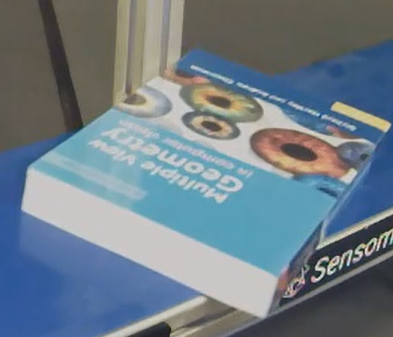 Multiple View
Geometry
in computer vision
Richard Hartley and Andrew Zisserman
Sensom